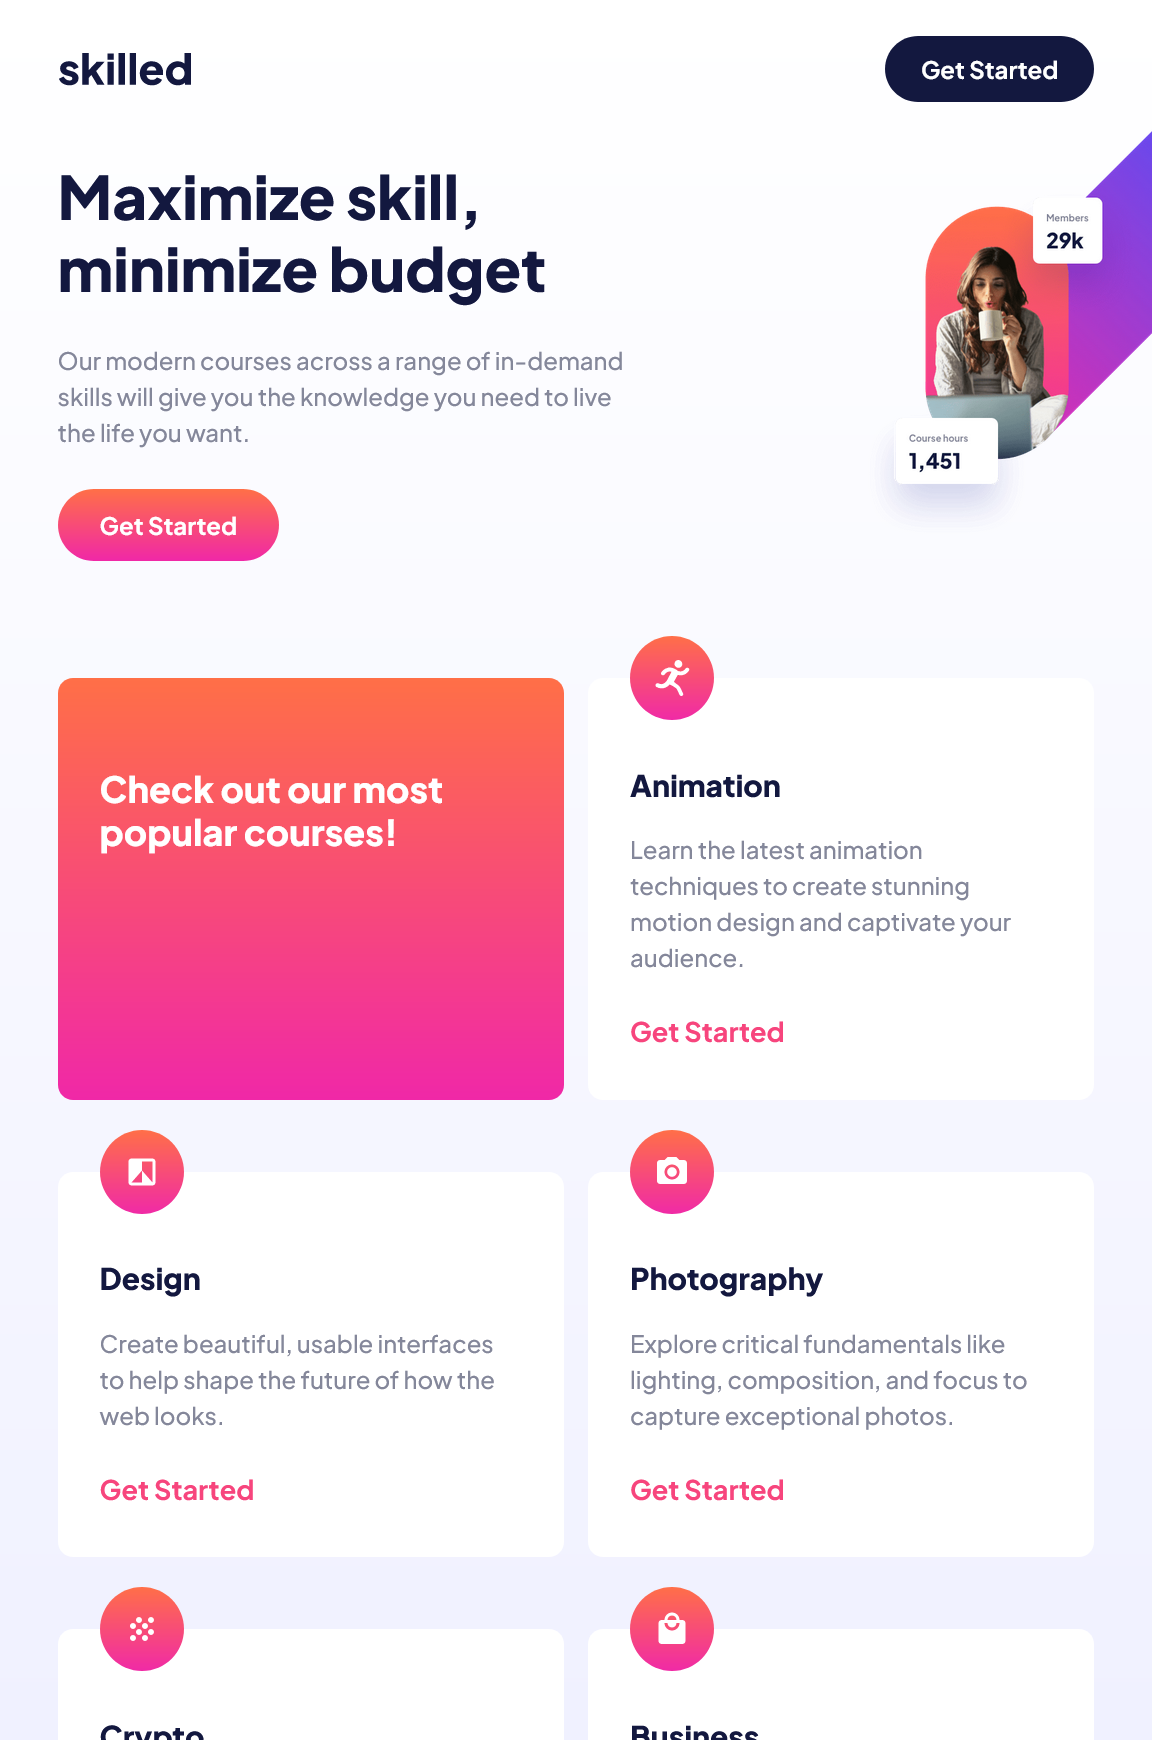 skilled
Get Started
Maximize skill,
minimize budget
Our modern courses across a range of in-demand
skills will give you the knowledge you need to live
the life you want.
Get Started
Members
29k
Course hours
1,451
Check out our most
popular courses!
Animation
Learn the latest animation
techniques to create stunning
motion design and captivate your
audience.
Get Started
Design
Create beautiful, usable interfaces
to help shape the future of how the
web looks.
Get Started
Photography
Explore critical fundamentals like
lighting, composition, and focus to
capture exceptional photos.
Get Started
Crypto
Business